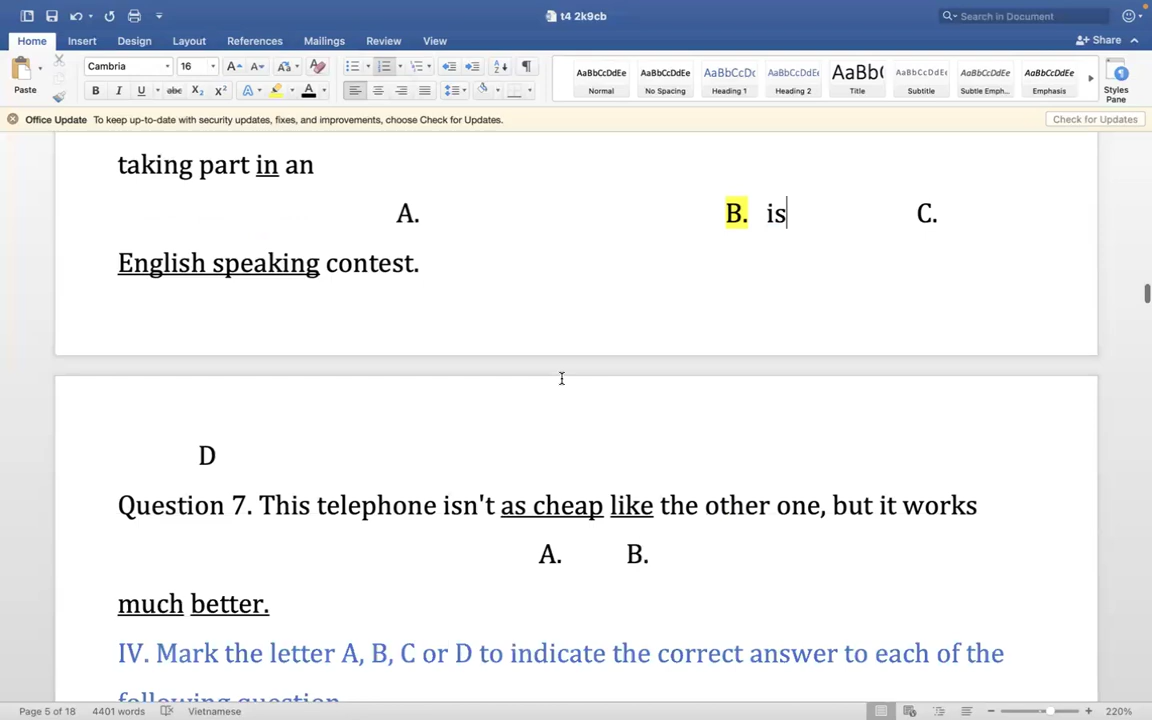 t4 2k9cb
Search in Document
Home Insert Design Layout References Mailings Review View
Share
Paste
Cambria 16
B I U abc X₂ X²
AaBbCcDdEe AaBbCcDdEe AaBbCcDc AaBbCcDdEe AaBb( AaBbCcDdEe AaBbCcDdEe AaBbCcDdEe
Normal No Spacing Heading 1 Heading 2 Title Subtitle Subtle Emph... Emphasis
Styles
Pane
Office Update To keep up-to-date with security updates, fixes, and improvements, choose Check for Updates.
Check for Updates
taking part in an
A. B. is C.
English speaking contest.
D
Question 7. This telephone isn't as cheap like the other one, but it works
A. B.
much better.
IV. Mark the letter A, B, C or D to indicate the correct answer to each of the
following question
Page 5 of 18 4401 words Vietnamese 220%